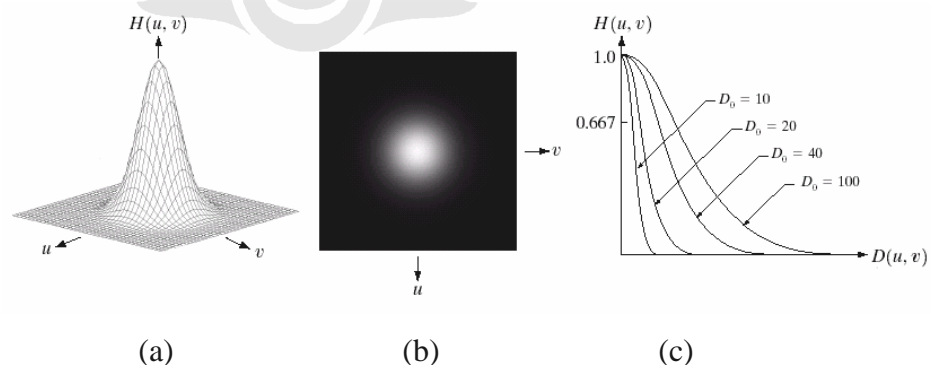 H(u, v)
u
v
v
u
H(u, v)
1.0
0.667
D₀ = 10
D₀ = 20
D₀ = 40
D₀ = 100
D(u, v)
(a) (b) (c)